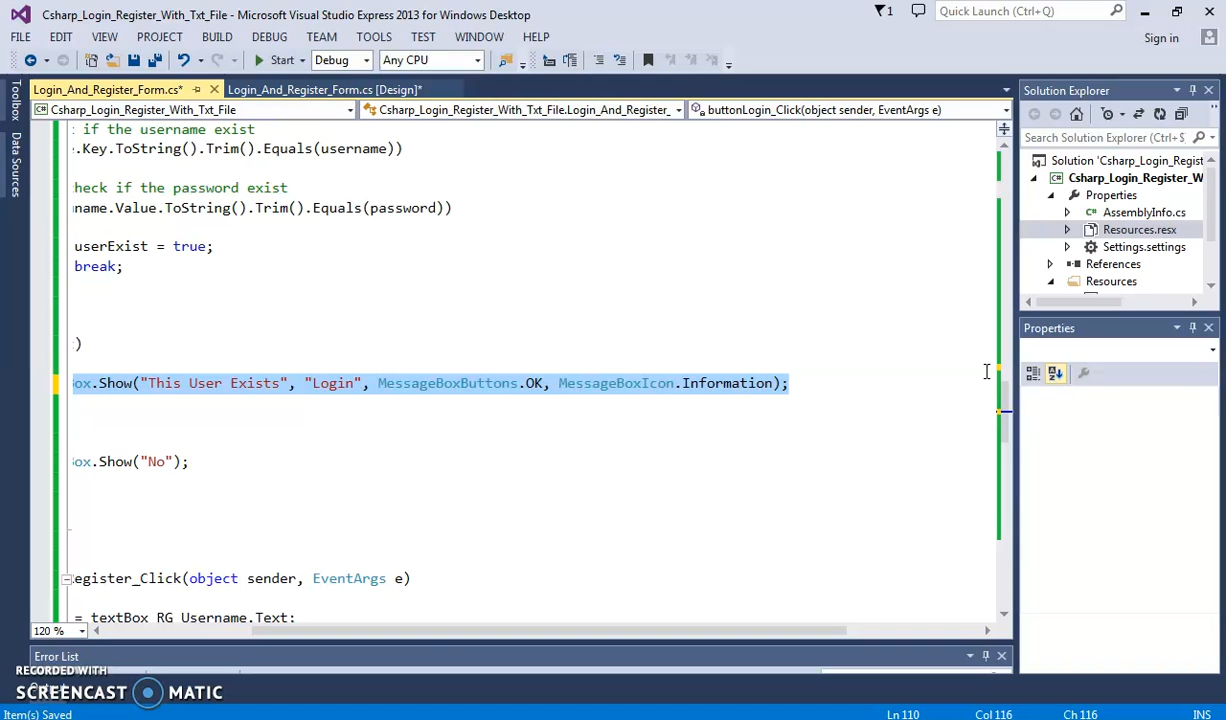 Csharp_Login_Register_With_Txt_File - Microsoft Visual Studio Express 2013 for Windows Desktop
1
Quick Launch (Ctrl+Q)
FILE EDIT VIEW PROJECT BUILD DEBUG TEAM TOOLS TEST WINDOW HELP
Sign in
Start Debug Any CPU
Toolbox
Data Sources
Login_And_Register_Form.cs* Login_And_Register_Form.cs [Design]*
Csharp_Login_Register_With_Txt_File Csharp_Login_Register_With_Txt_File.Login_And_Register_ buttonLogin_Click(object sender, EventArgs e)
if the username exist
.Key.ToString().Trim().Equals(username))
heck if the password exist
name.Value.ToString().Trim().Equals(password))
userExist = true;
break;
)
ox.Show("This User Exists", "Login", MessageBoxButtons.OK, MessageBoxIcon.Information);
ox.Show("No");
egister_Click(object sender, EventArgs e)
= textBox_RG_Username.Text;
120 %
Solution Explorer
Search Solution Explorer (Ctrl+;)
Solution 'Csharp_Login_Regist
Csharp_Login_Register_W
Properties
AssemblyInfo.cs
Resources.resx
Settings.settings
References
Resources
Properties
Error List
RECORDED WITH
SCREENCAST MATIC
Item(s) Saved
Ln 110 Col 116 Ch 116 INS